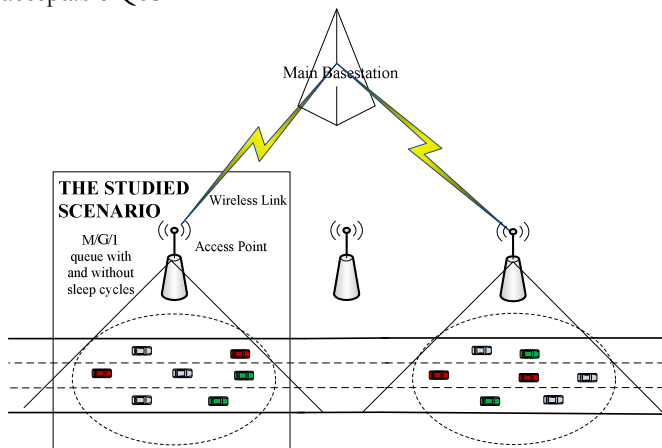 Main Basestation
THE STUDIED
SCENARIO
Wireless Link
M/G/1
queue with
and without
sleep cycles
Access Point